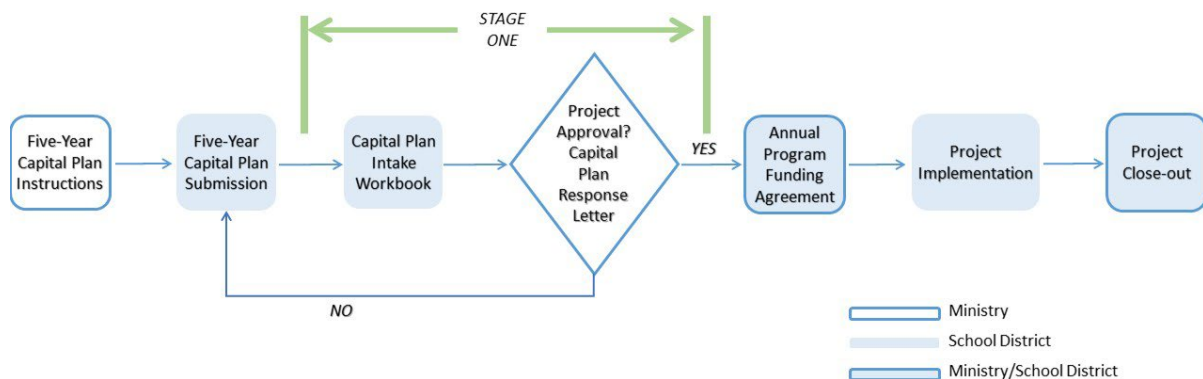 STAGE
ONE
Five-Year
Capital Plan
Instructions
Five-Year
Capital Plan
Submission
Capital Plan
Intake
Workbook
Project
Approval?
Capital
Plan
Response
Letter
YES
Annual
Program
Funding
Agreement
Project
Implementation
Project
Close-out
NO
Ministry
School District
Ministry/School District